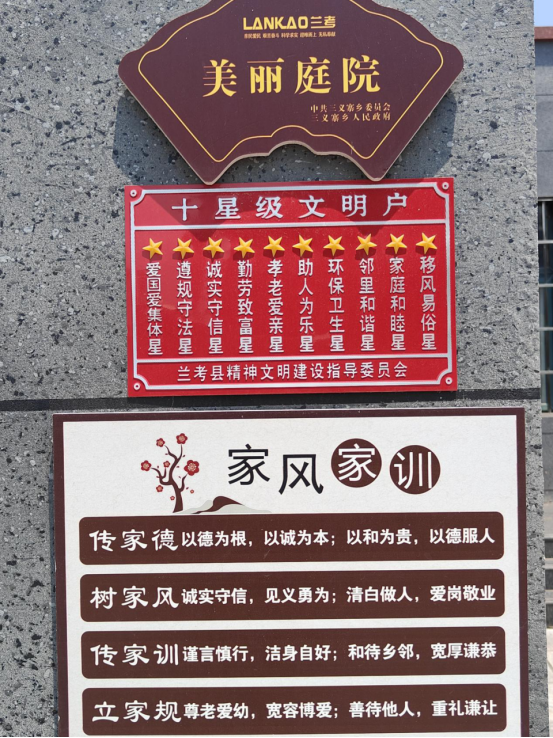 LANKAO兰考
美丽庭院
中共三义寨乡委员会
三义寨乡人民政府
十星级文明户
爱国爱集体星
遵规守法星
诚实守信星
勤劳致富星
孝老爱亲星
助人为乐星
环保卫生星
邻里和谐星
家庭和睦星
移风易俗星
兰考县精神文明建设指导委员会
家风家训
传家德 以德为根，以诚为本；以和为贵，以德服人
树家风 诚实守信，见义勇为；清白做人，爱岗敬业
传家训 谨言慎行，洁身自好；和待乡邻，宽厚谦恭
立家规 尊老爱幼，宽容博爱；善待他人，重礼谦让